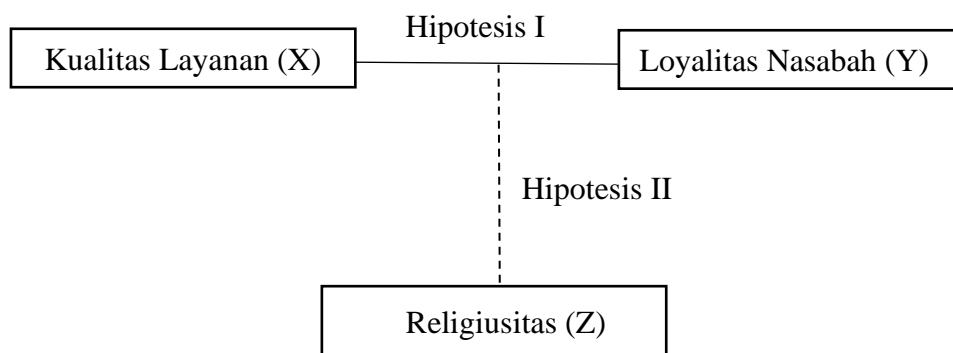 Hipotesis I
Kualitas Layanan (X)
Loyalitas Nasabah (Y)
Hipotesis II
Religiusitas (Z)